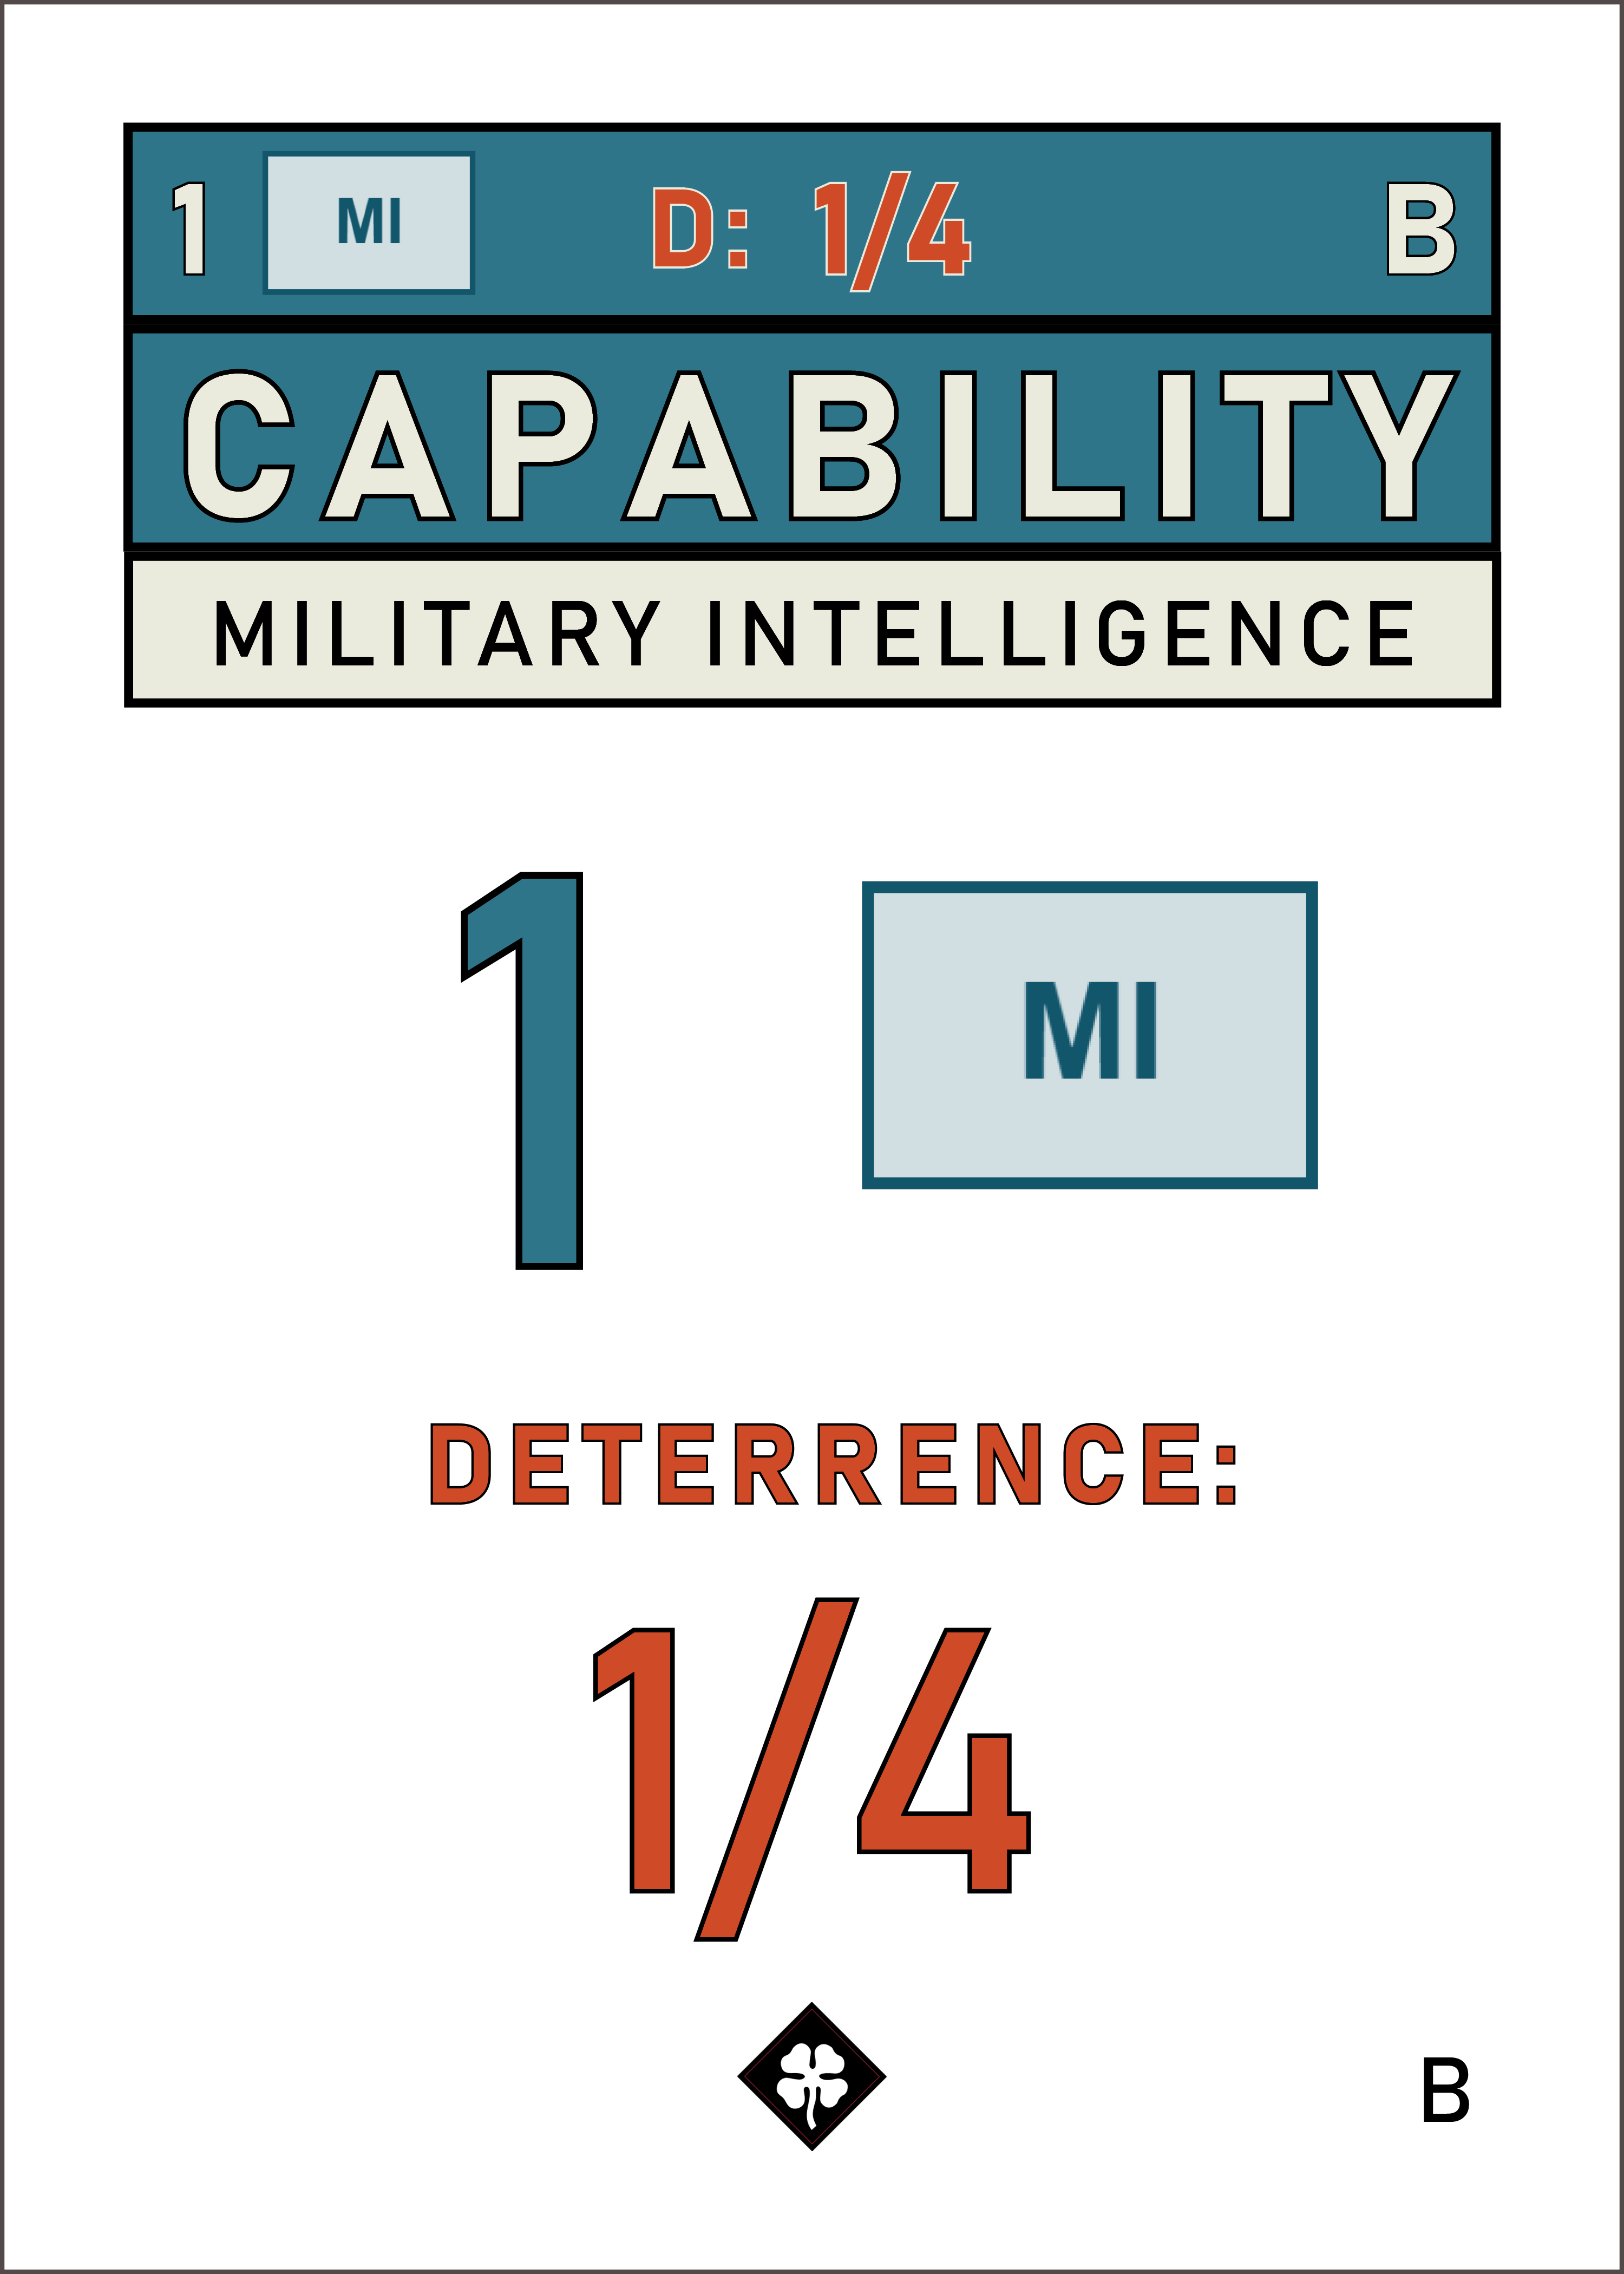 1 MI D: 1/4 B
CAPABILITY
MILITARY INTELLIGENCE
1 MI
DETERRENCE:
1/4
B